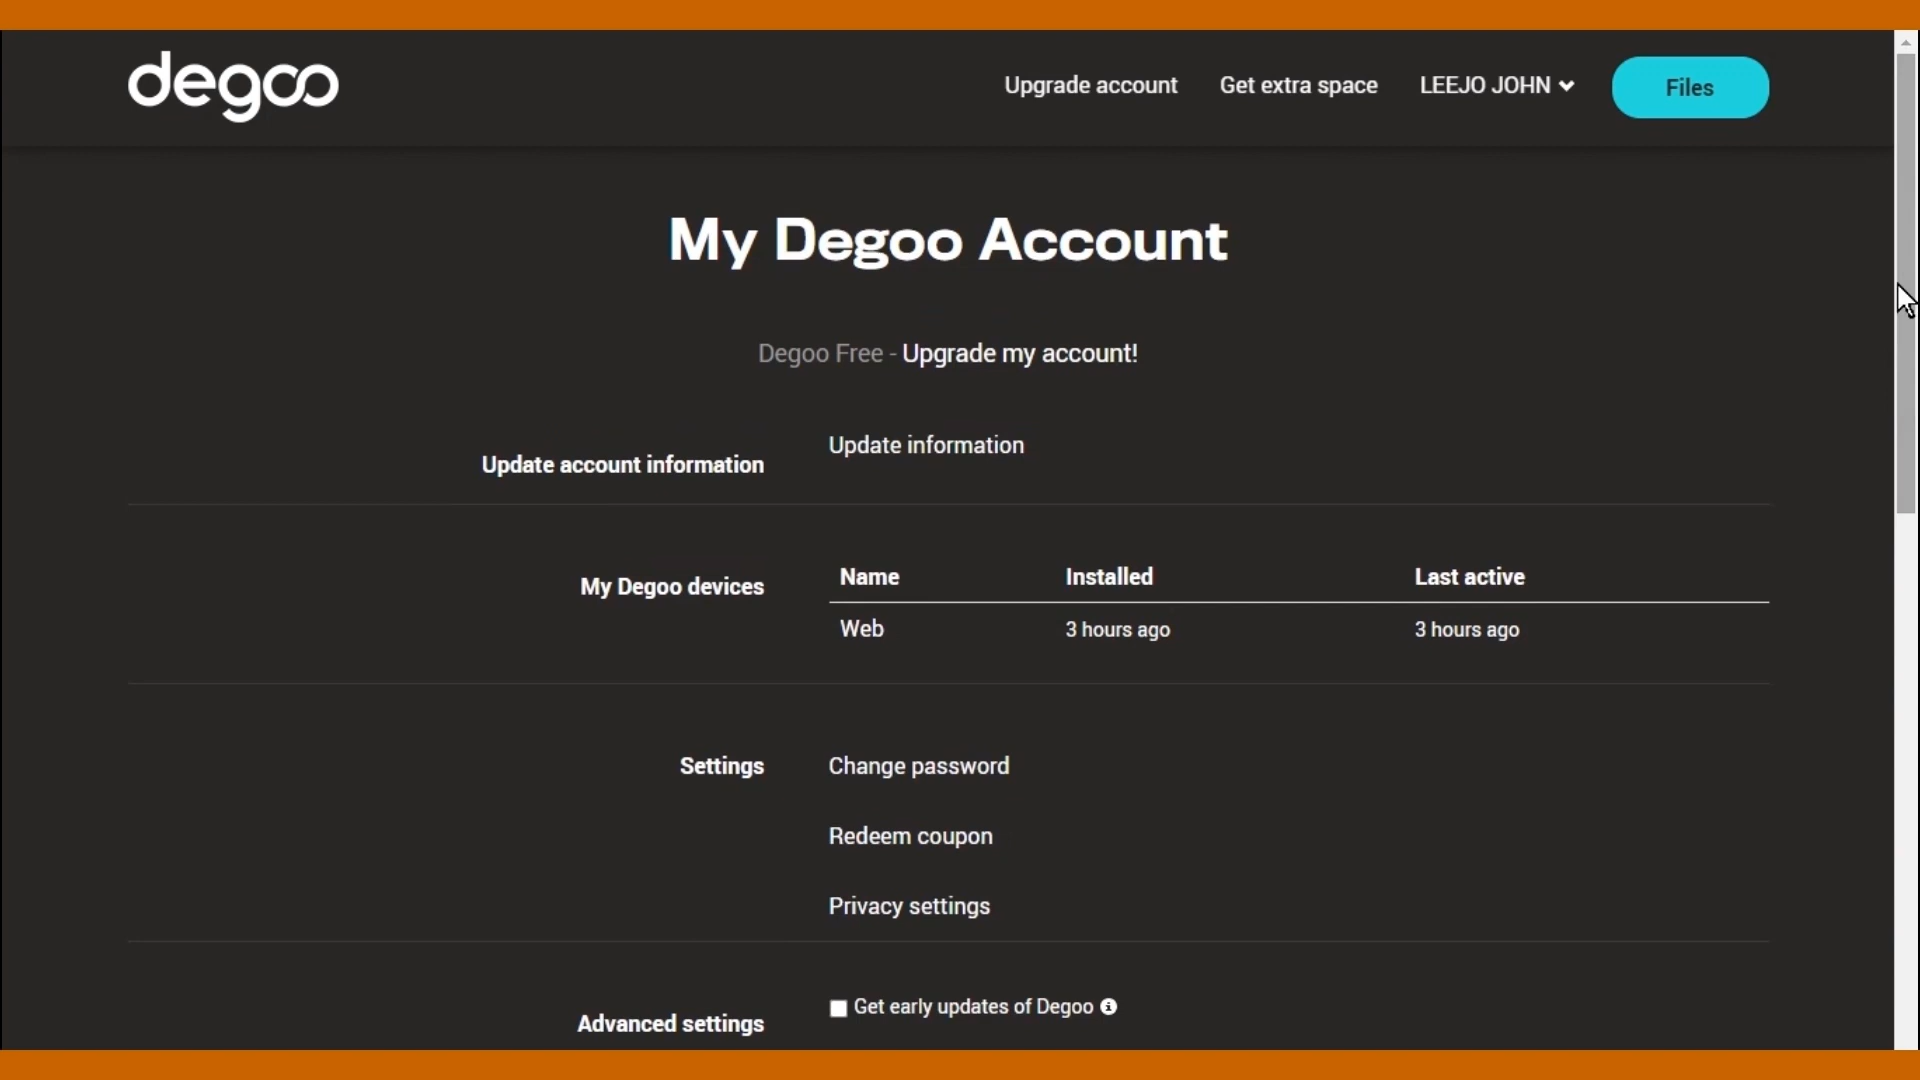 degoo
Upgrade account Get extra space LEEJO JOHN Files
My Degoo Account
Degoo Free - Upgrade my account!
Update account information Update information
My Degoo devices Name Installed Last active
Web 3 hours ago 3 hours ago
Settings Change password
Redeem coupon
Privacy settings
Advanced settings Get early updates of Degoo